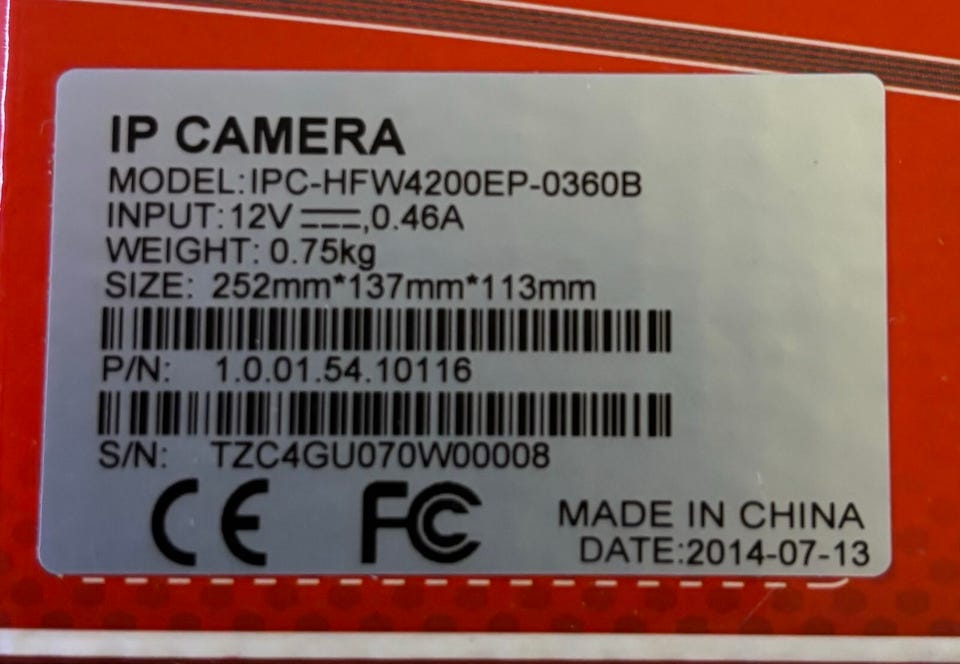 IP CAMERA
MODEL:IPC-HFW4200EP-0360B
INPUT:12V ⎓,0.46A
WEIGHT: 0.75kg
SIZE: 252mm*137mm*113mm
P/N: 1.0.01.54.10116
S/N: TZC4GU070W00008
CE FC
MADE IN CHINA
DATE:2014-07-13